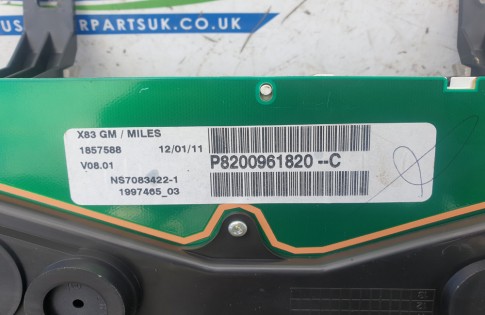 RPARTSUK.CO.UK
X83 GM / MILES
1857588 12/01/11
V08.01
P8200961820 --C
NS7083422-1
1997465_03